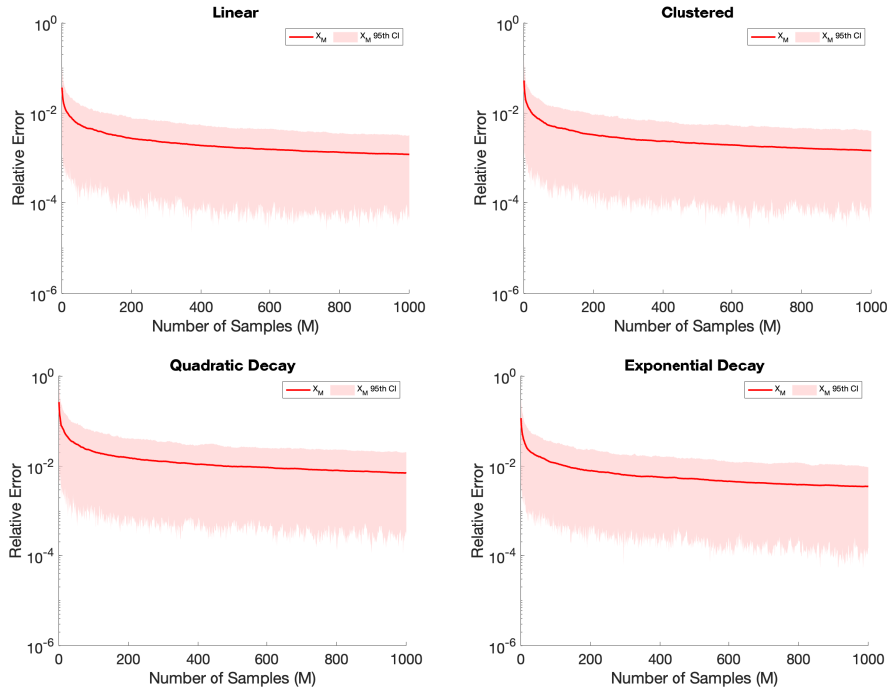 Linear
X_M
X_M 95th CI
Relative Error
10^0
10^-2
10^-4
10^-6
0 200 400 600 800 1000
Number of Samples (M)
Clustered
X_M
X_M 95th CI
Relative Error
10^0
10^-2
10^-4
10^-6
0 200 400 600 800 1000
Number of Samples (M)
Quadratic Decay
X_M
X_M 95th CI
Relative Error
10^0
10^-2
10^-4
10^-6
0 200 400 600 800 1000
Number of Samples (M)
Exponential Decay
X_M
X_M 95th CI
Relative Error
10^0
10^-2
10^-4
10^-6
0 200 400 600 800 1000
Number of Samples (M)